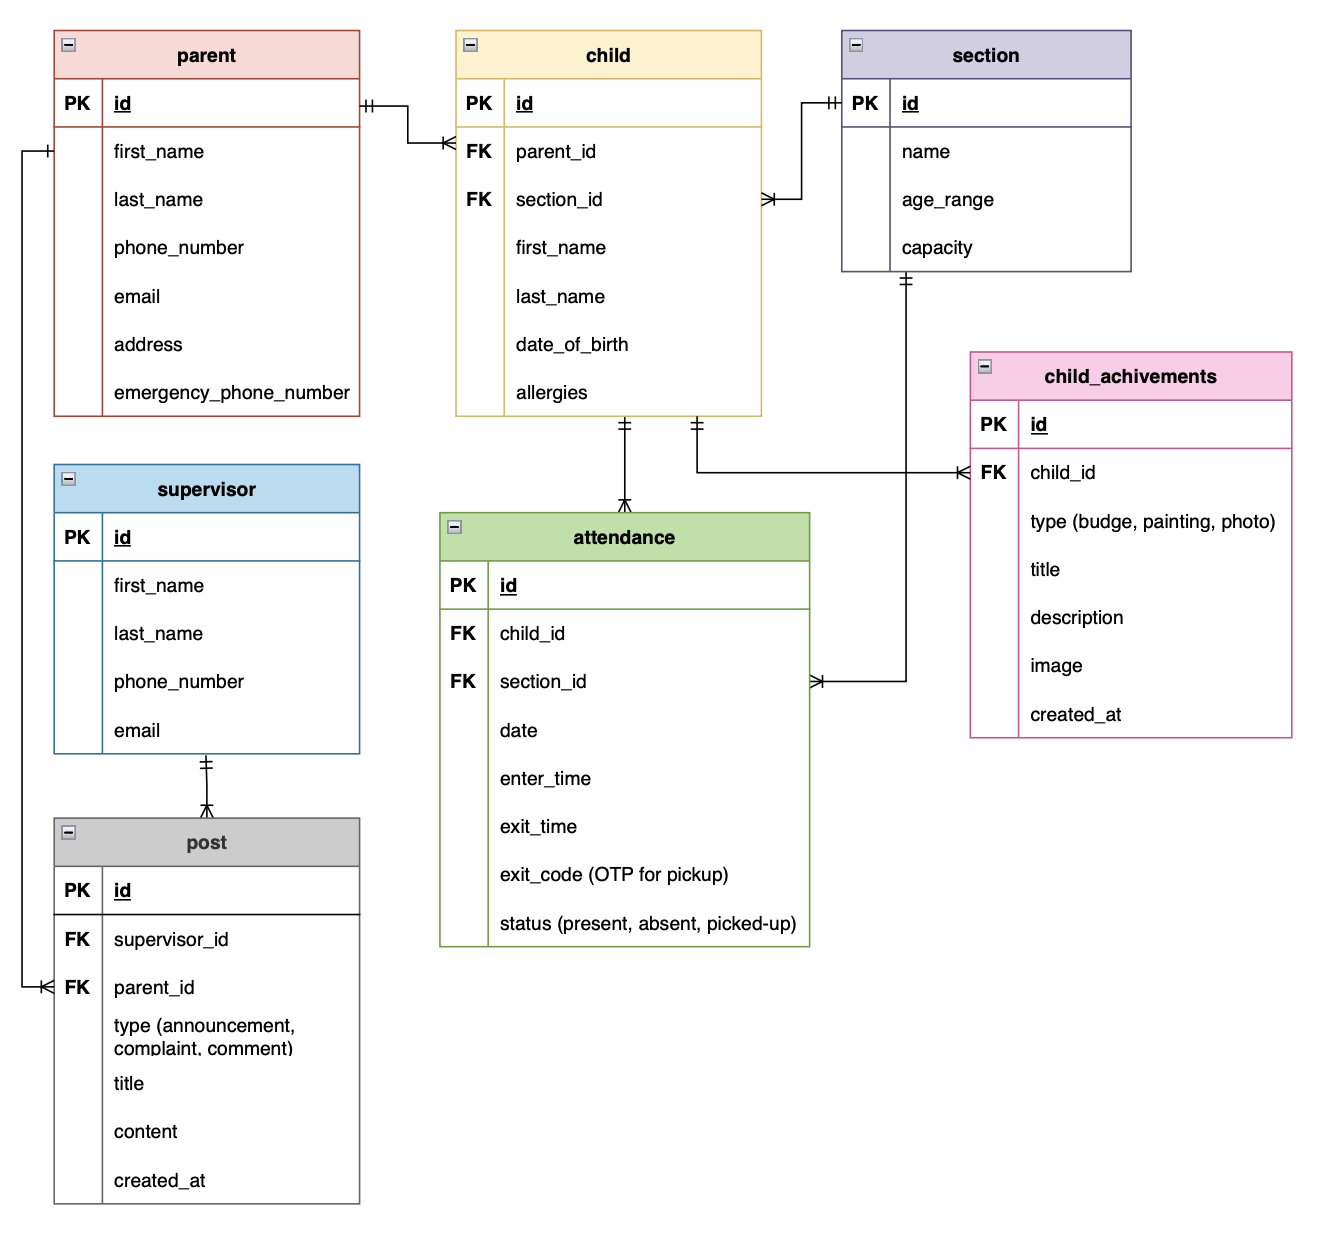 parent
PK id
first_name
last_name
phone_number
email
address
emergency_phone_number
child
PK id
FK parent_id
FK section_id
first_name
last_name
date_of_birth
allergies
section
PK id
name
age_range
capacity
child_achivements
PK id
FK child_id
type (budge, painting, photo)
title
description
image
created_at
supervisor
PK id
first_name
last_name
phone_number
email
attendance
PK id
FK child_id
FK section_id
date
enter_time
exit_time
exit_code (OTP for pickup)
status (present, absent, picked-up)
post
PK id
FK supervisor_id
FK parent_id
type (announcement,
complaint, comment)
title
content
created_at